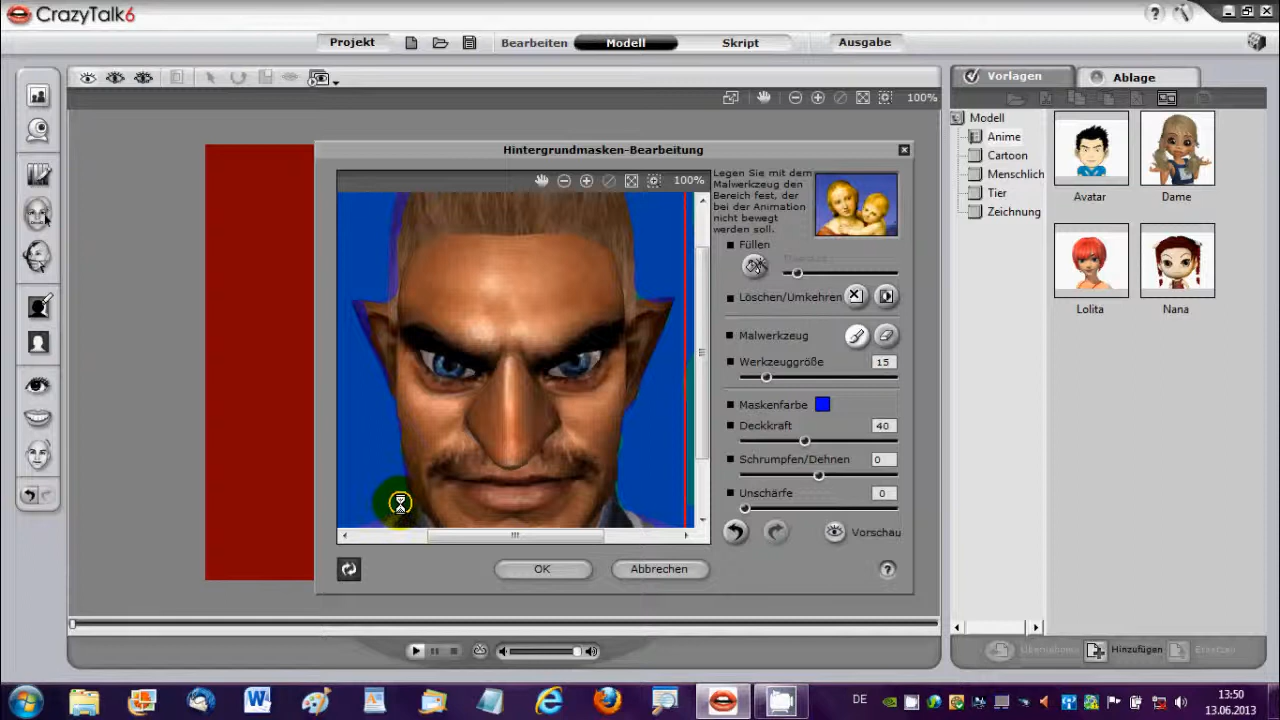 CrazyTalk6
Projekt
Bearbeiten
Modell
Skript
Ausgabe
100%
Vorlagen
Ablage
Modell
Anime
Cartoon
Menschlich
Tier
Zeichnung
Avatar
Dame
Lolita
Nana
Hintergrundmasken-Bearbeitung
100%
Legen Sie mit dem
Malwerkzeug den
Bereich fest, der
bei der Animation
nicht bewegt
werden soll.
Füllen
Löschen/Umkehren
Malwerkzeug
Werkzeuggröße 15
Maskenfarbe
Deckkraft 40
Schrumpfen/Dehnen 0
Unschärfe 0
Vorschau
OK
Abbrechen
Hinzufügen
Ersetzen
DE
13:50
13.06.2013